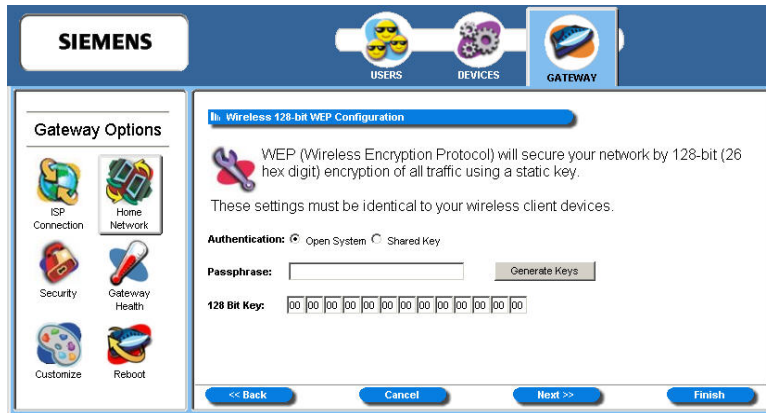 SIEMENS
USERS
DEVICES
GATEWAY
Gateway Options
ISP
Connection
Home
Network
Security
Gateway
Health
Customize
Reboot
Wireless 128-bit WEP Configuration
WEP (Wireless Encryption Protocol) will secure your network by 128-bit (26
hex digit) encryption of all traffic using a static key.
These settings must be identical to your wireless client devices.
Authentication: Open System Shared Key
Passphrase: Generate Keys
128 Bit Key: 00 00 00 00 00 00 00 00 00 00 00 00 00
<< Back Cancel Next >> Finish